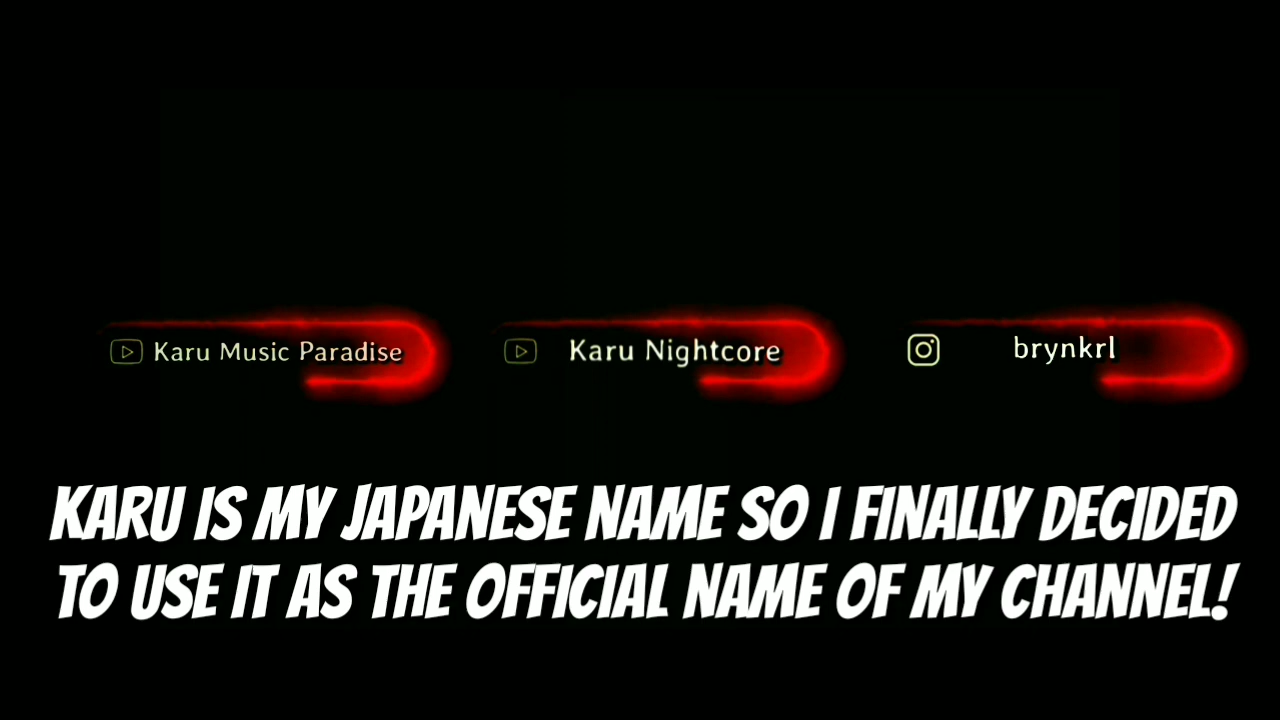 Karu Music Paradise
Karu Nightcore
brynkrl
KARU IS MY JAPANESE NAME SO I FINALLY DECIDED
TO USE IT AS THE OFFICIAL NAME OF MY CHANNEL!